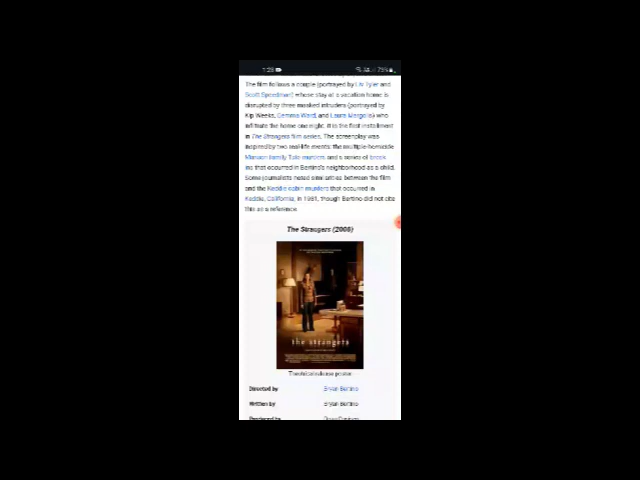 The film follows a couple (portrayed by Liv Tyler and
Scott Speedman) whose stay at a vacation home is
disrupted by three masked intruders (portrayed by
Kip Weeks, Gemma Ward, and Laura Margolis) who
infiltrate the home one night. It is the first installment
in The Strangers film series. The screenplay was
inspired by two real-life events: the multiple-homicide
Manson family Tate murders and a series of break-
ins that occurred in Bertino's neighborhood as a child.
Some journalists noted similarities between the film
and the Keddie cabin murders that occurred in
Keddie, California, in 1981, though Bertino did not cite
this as a reference.
The Strangers (2008)
the strangers
Theatrical release poster
Directed by Bryan Bertino
Written by Bryan Bertino
Produced by